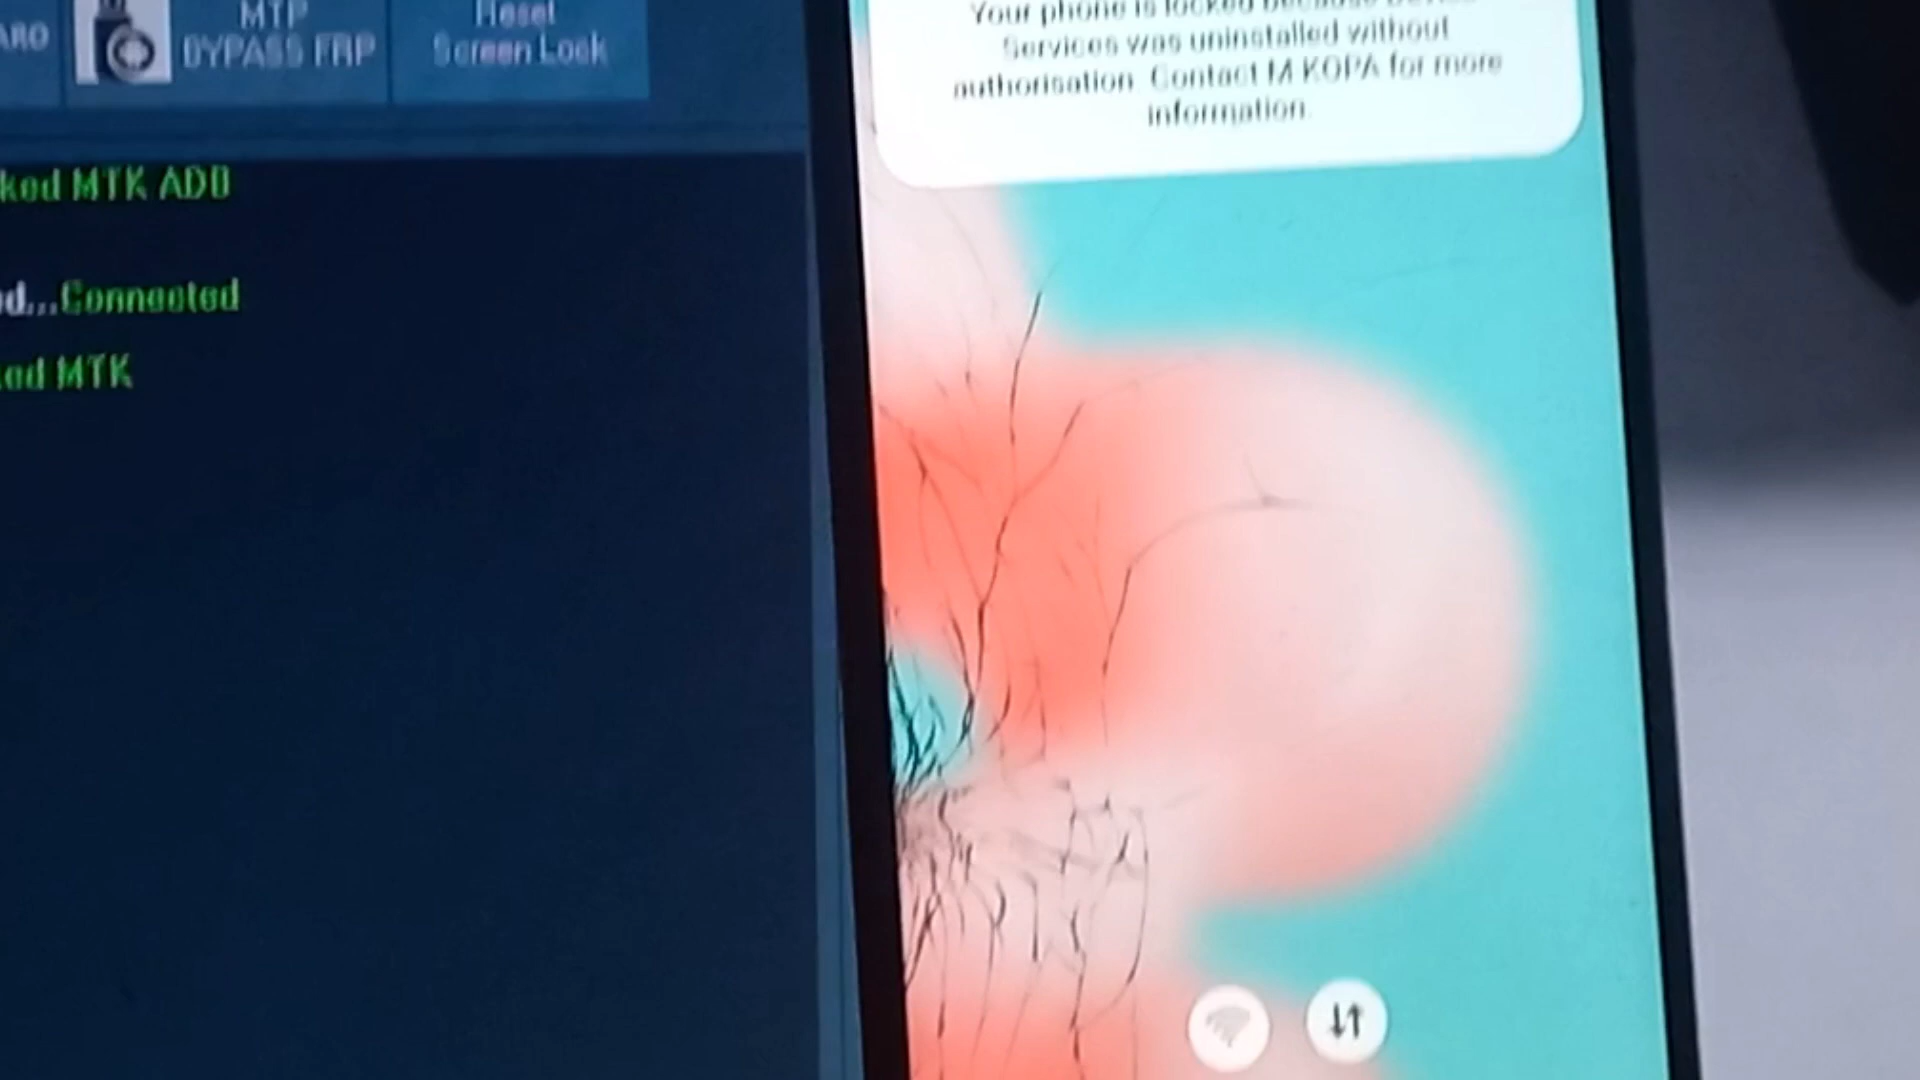 MTP
BYPASS FRP
Reset
Screen Lock
Your phone is locked because
Services was uninstalled without
authorisation. Contact M KOPA for more
information.
ked MTK ADB
d...Connected
ed MTK